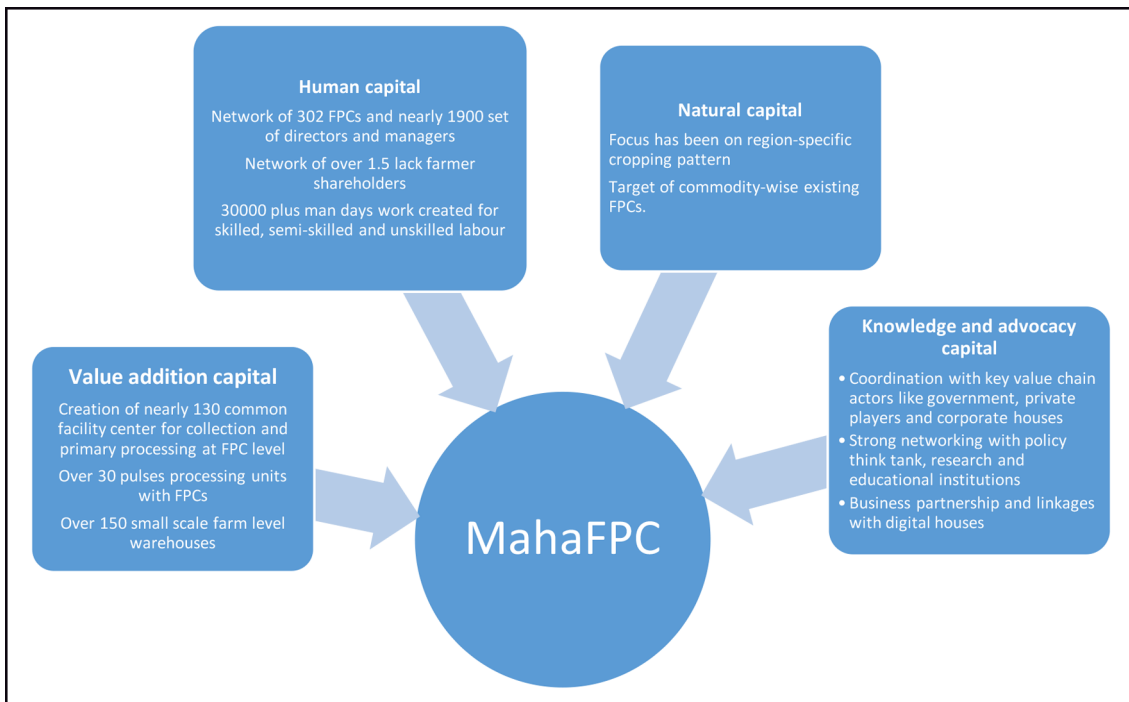 Human capital
Network of 302 FPCs and nearly 1900 set
of directors and managers
Network of over 1.5 lack farmer
shareholders
30000 plus man days work created for
skilled, semi-skilled and unskilled labour
Natural capital
Focus has been on region-specific
cropping pattern
Target of commodity-wise existing
FPCs.
Value addition capital
Creation of nearly 130 common
facility center for collection and
primary processing at FPC level
Over 30 pulses processing units
with FPCs
Over 150 small scale farm level
warehouses
Knowledge and advocacy
capital
• Coordination with key value chain
actors like government, private
players and corporate houses
• Strong networking with policy
think tank, research and
educational institutions
• Business partnership and linkages
with digital houses
MahaFPC